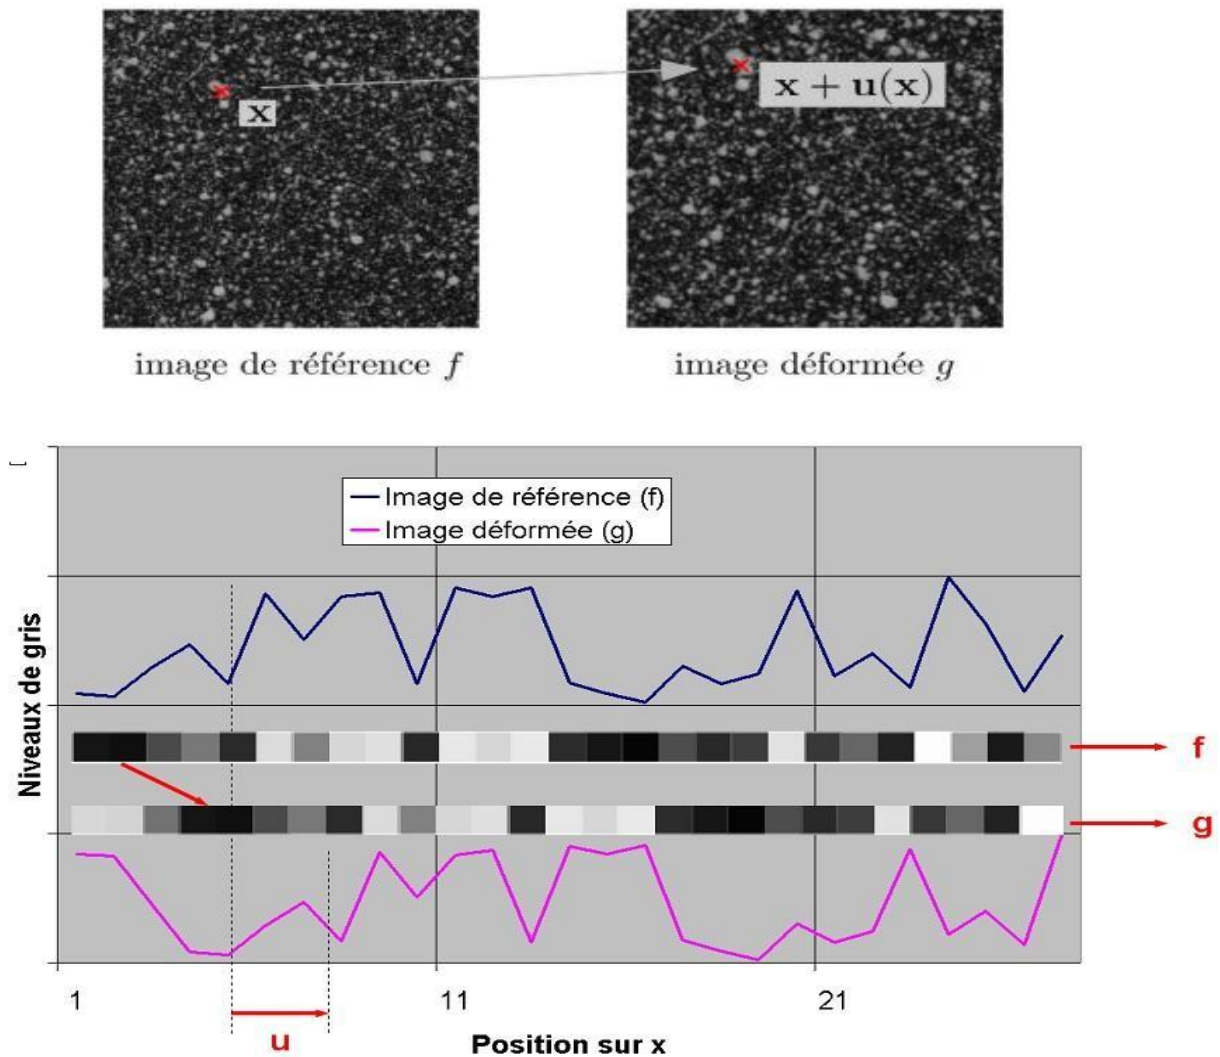 x
x + u(x)
image de référence f
image déformée g
[
Image de référence (f)
Image déformée (g)
Niveaux de gris
f
g
1
11
21
u
Position sur x